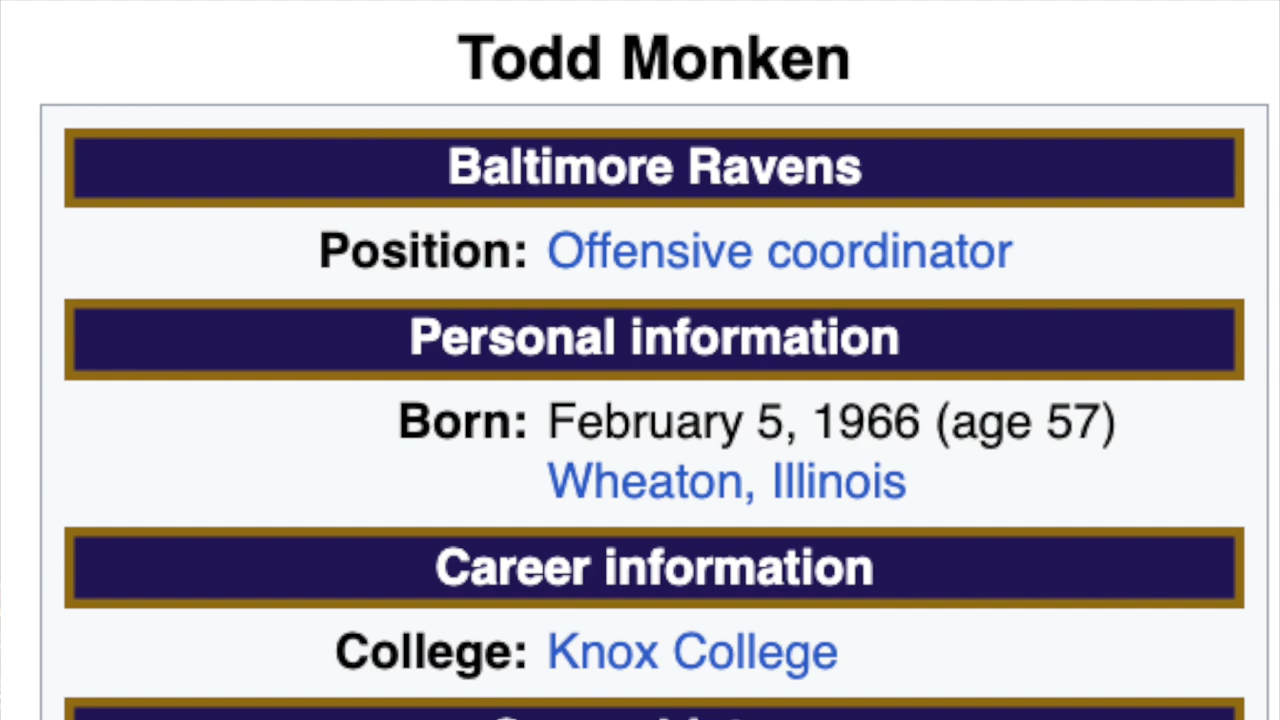 Todd Monken
Baltimore Ravens
Position: Offensive coordinator
Personal information
Born: February 5, 1966 (age 57)
Wheaton, Illinois
Career information
College: Knox College